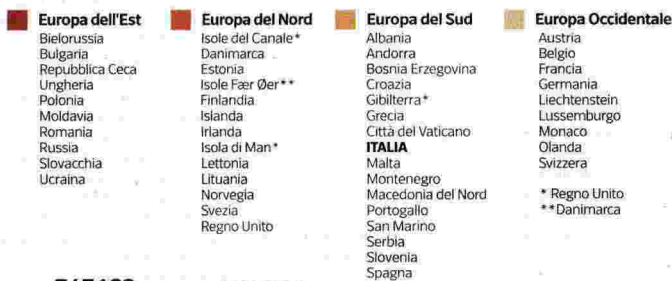 Europa dell'Est
Bielorussia
Bulgaria
Repubblica Ceca
Ungheria
Polonia
Moldavia
Romania
Russia
Slovacchia
Ucraina
Europa del Nord
Isole del Canale*
Danimarca
Estonia
Isole Fær Øer**
Finlandia
Islanda
Irlanda
Isola di Man*
Lettonia
Lituania
Norvegia
Svezia
Regno Unito
Europa del Sud
Albania
Andorra
Bosnia Erzegovina
Croazia
Gibilterra*
Grecia
Città del Vaticano
ITALIA
Malta
Montenegro
Macedonia del Nord
Portogallo
San Marino
Serbia
Slovenia
Spagna
Europa Occidentale
Austria
Belgio
Francia
Germania
Liechtenstein
Lussemburgo
Monaco
Olanda
Svizzera
* Regno Unito
**Danimarca